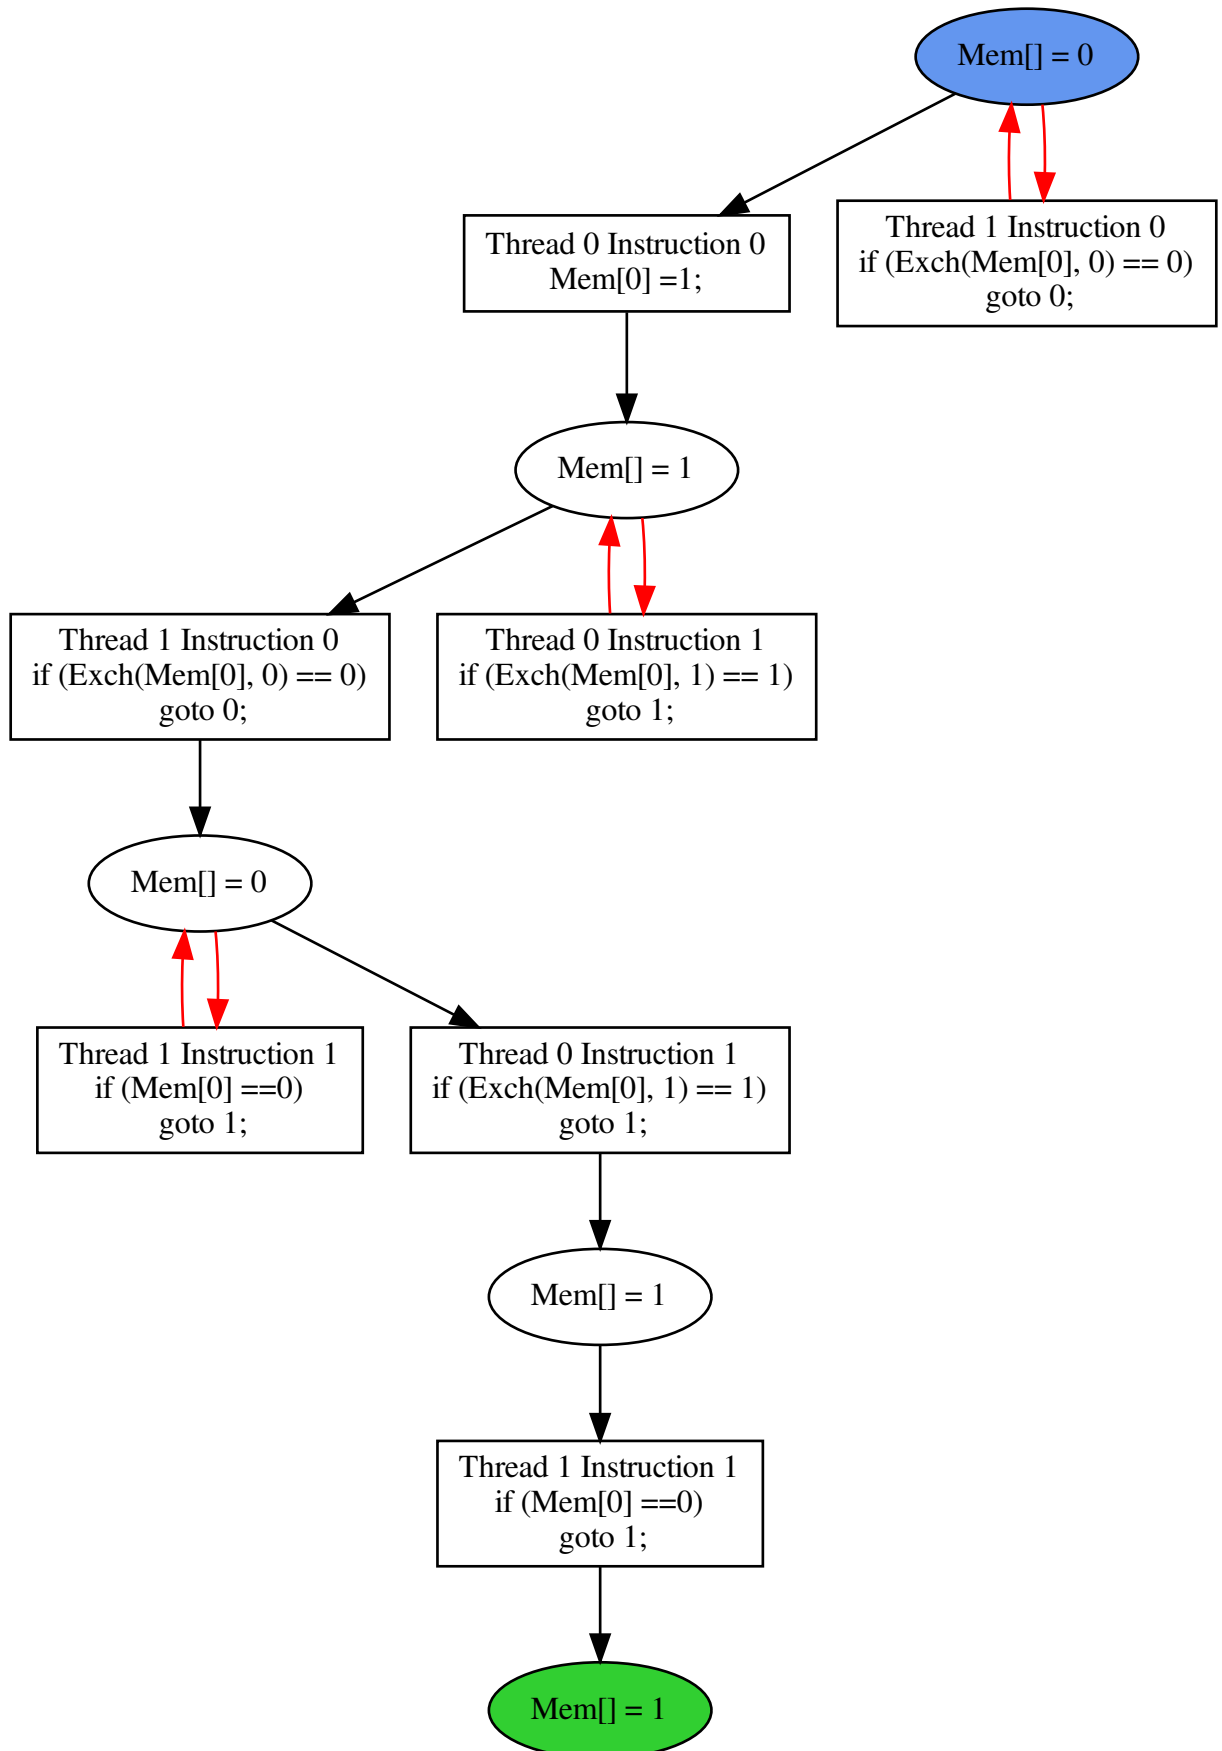 Mem[] = 0
Thread 0 Instruction 0
Mem[0] =1;
Thread 1 Instruction 0
if (Exch(Mem[0], 0) == 0)
goto 0;
Mem[] = 1
Thread 1 Instruction 0
if (Exch(Mem[0], 0) == 0)
goto 0;
Thread 0 Instruction 1
if (Exch(Mem[0], 1) == 1)
goto 1;
Mem[] = 0
Thread 1 Instruction 1
if (Mem[0] ==0)
goto 1;
Thread 0 Instruction 1
if (Exch(Mem[0], 1) == 1)
goto 1;
Mem[] = 1
Thread 1 Instruction 1
if (Mem[0] ==0)
goto 1;
Mem[] = 1